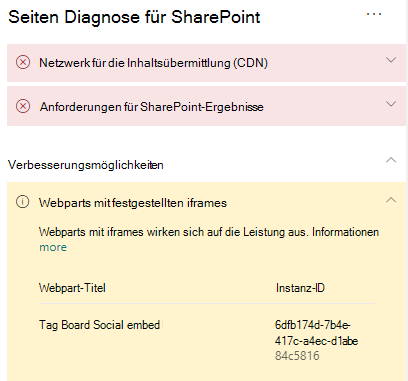 Seiten Diagnose für SharePoint
Netzwerk für die Inhaltsübermittlung (CDN)
Anforderungen für SharePoint-Ergebnisse
Verbesserungsmöglichkeiten
Webparts mit festgestellten iframes
Webparts mit iframes wirken sich auf die Leistung aus. Informationen
more
Webpart-Titel Instanz-ID
Tag Board Social embed 6dfb174d-7b4e-
417c-a4ec-d1abe
84c5816